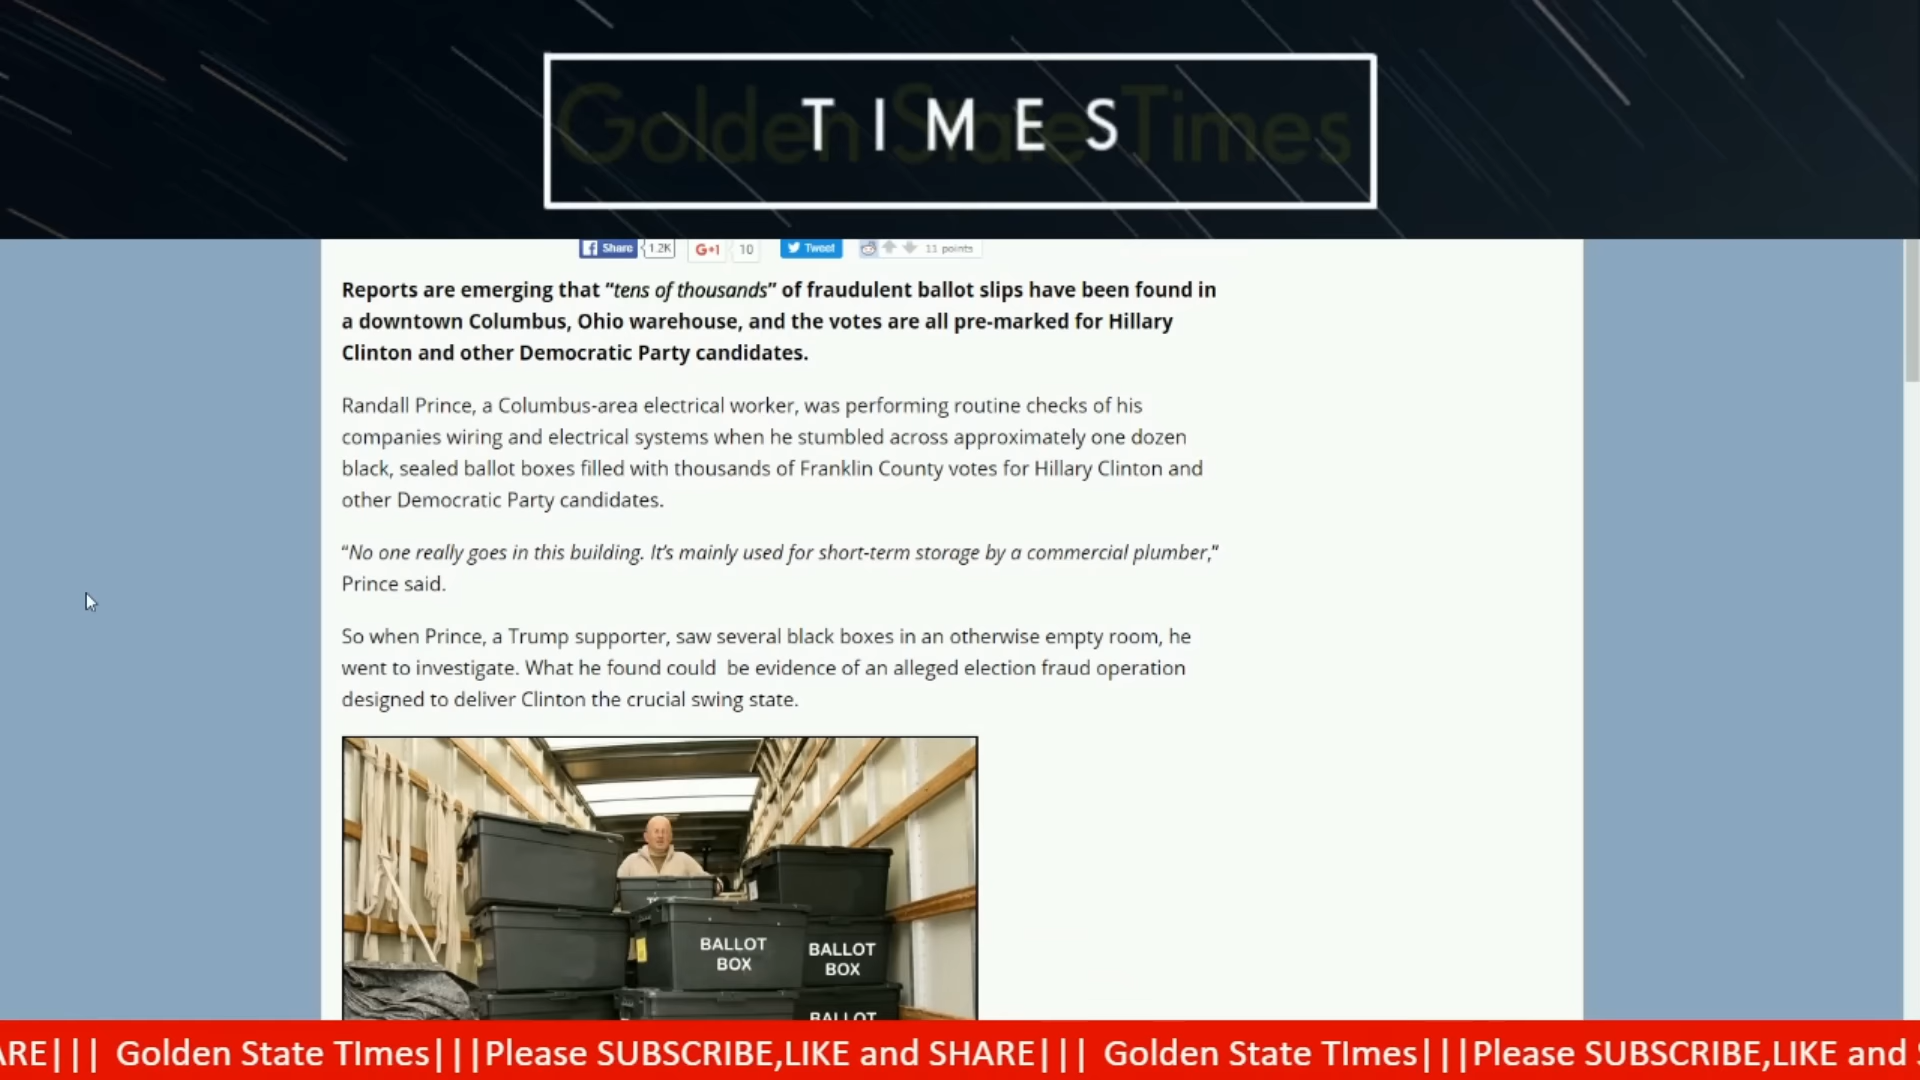 Golden State Times
TIMES
Share 1.2K G+1 10 Tweet 11 points
Reports are emerging that “tens of thousands” of fraudulent ballot slips have been found in
a downtown Columbus, Ohio warehouse, and the votes are all pre-marked for Hillary
Clinton and other Democratic Party candidates.
Randall Prince, a Columbus-area electrical worker, was performing routine checks of his
companies wiring and electrical systems when he stumbled across approximately one dozen
black, sealed ballot boxes filled with thousands of Franklin County votes for Hillary Clinton and
other Democratic Party candidates.
“No one really goes in this building. It’s mainly used for short-term storage by a commercial plumber,”
Prince said.
So when Prince, a Trump supporter, saw several black boxes in an otherwise empty room, he
went to investigate. What he found could  be evidence of an alleged election fraud operation
designed to deliver Clinton the crucial swing state.
BALLOT
BOX
BALLOT
BOX
BALLOT
ARE||| Golden State TImes|||Please SUBSCRIBE,LIKE and SHARE||| Golden State TImes|||Please SUBSCRIBE,LIKE and S